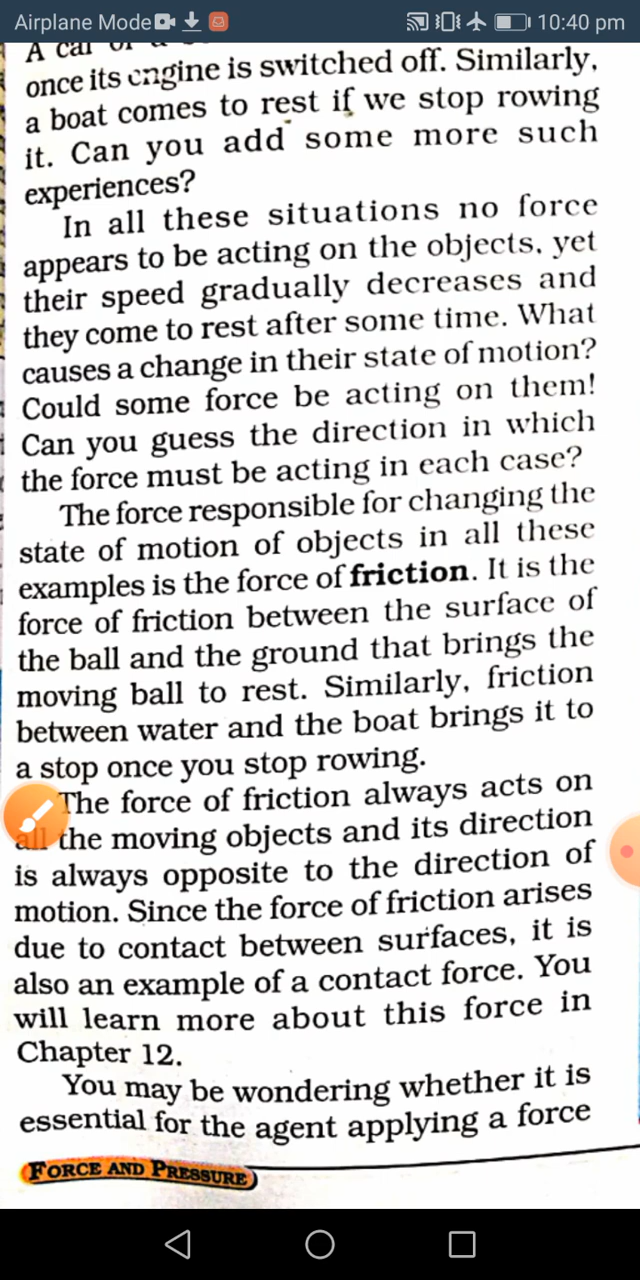 Airplane Mode 10:40 pm
A car or a
once its engine is switched off. Similarly,
a boat comes to rest if we stop rowing
it. Can you add some more such
experiences?
In all these situations no force
appears to be acting on the objects, yet
their speed gradually decreases and
they come to rest after some time. What
causes a change in their state of motion?
Could some force be acting on them!
Can you guess the direction in which
the force must be acting in each case?
The force responsible for changing the
state of motion of objects in all these
examples is the force of friction. It is the
force of friction between the surface of
the ball and the ground that brings the
moving ball to rest. Similarly, friction
between water and the boat brings it to
a stop once you stop rowing.
The force of friction always acts on
all the moving objects and its direction
is always opposite to the direction of
motion. Since the force of friction arises
due to contact between surfaces, it is
also an example of a contact force. You
will learn more about this force in
Chapter 12.
You may be wondering whether it is
essential for the agent applying a force
FORCE AND PRESSURE